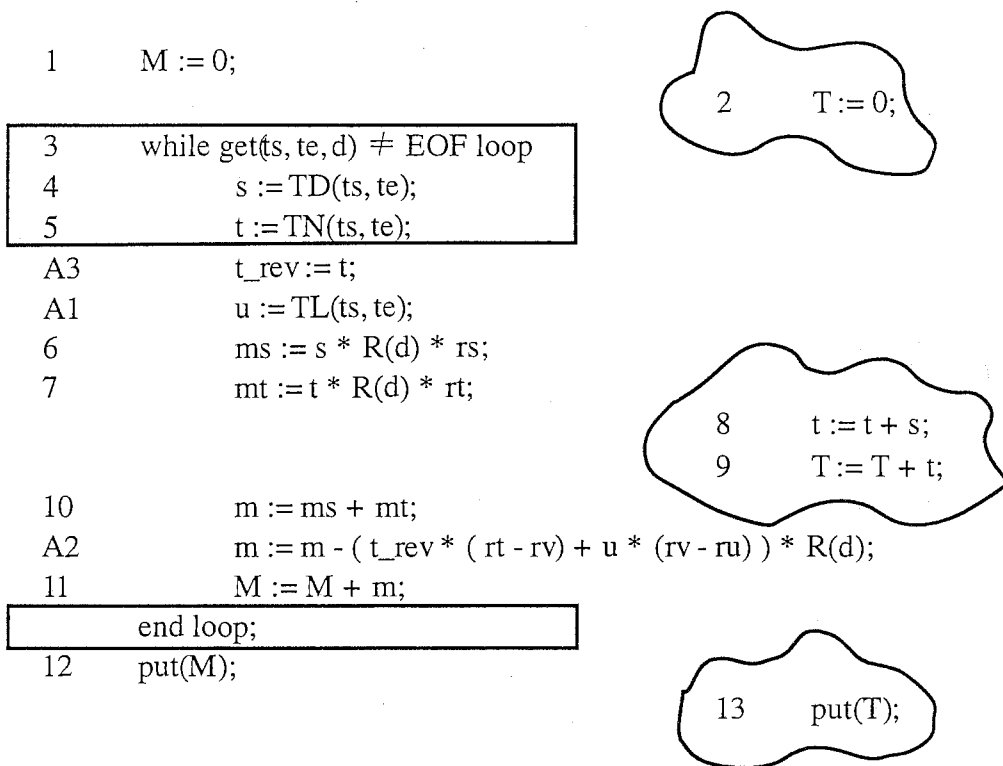 1 M := 0;
2 T := 0;
3 while get(ts, te, d) ≠ EOF loop
4 s := TD(ts, te);
5 t := TN(ts, te);
A3 t_rev := t;
A1 u := TL(ts, te);
6 ms := s * R(d) * rs;
7 mt := t * R(d) * rt;
8 t := t + s;
9 T := T + t;
10 m := ms + mt;
A2 m := m - ( t_rev * ( rt - rv) + u * (rv - ru) ) * R(d);
11 M := M + m;
end loop;
12 put(M);
13 put(T);